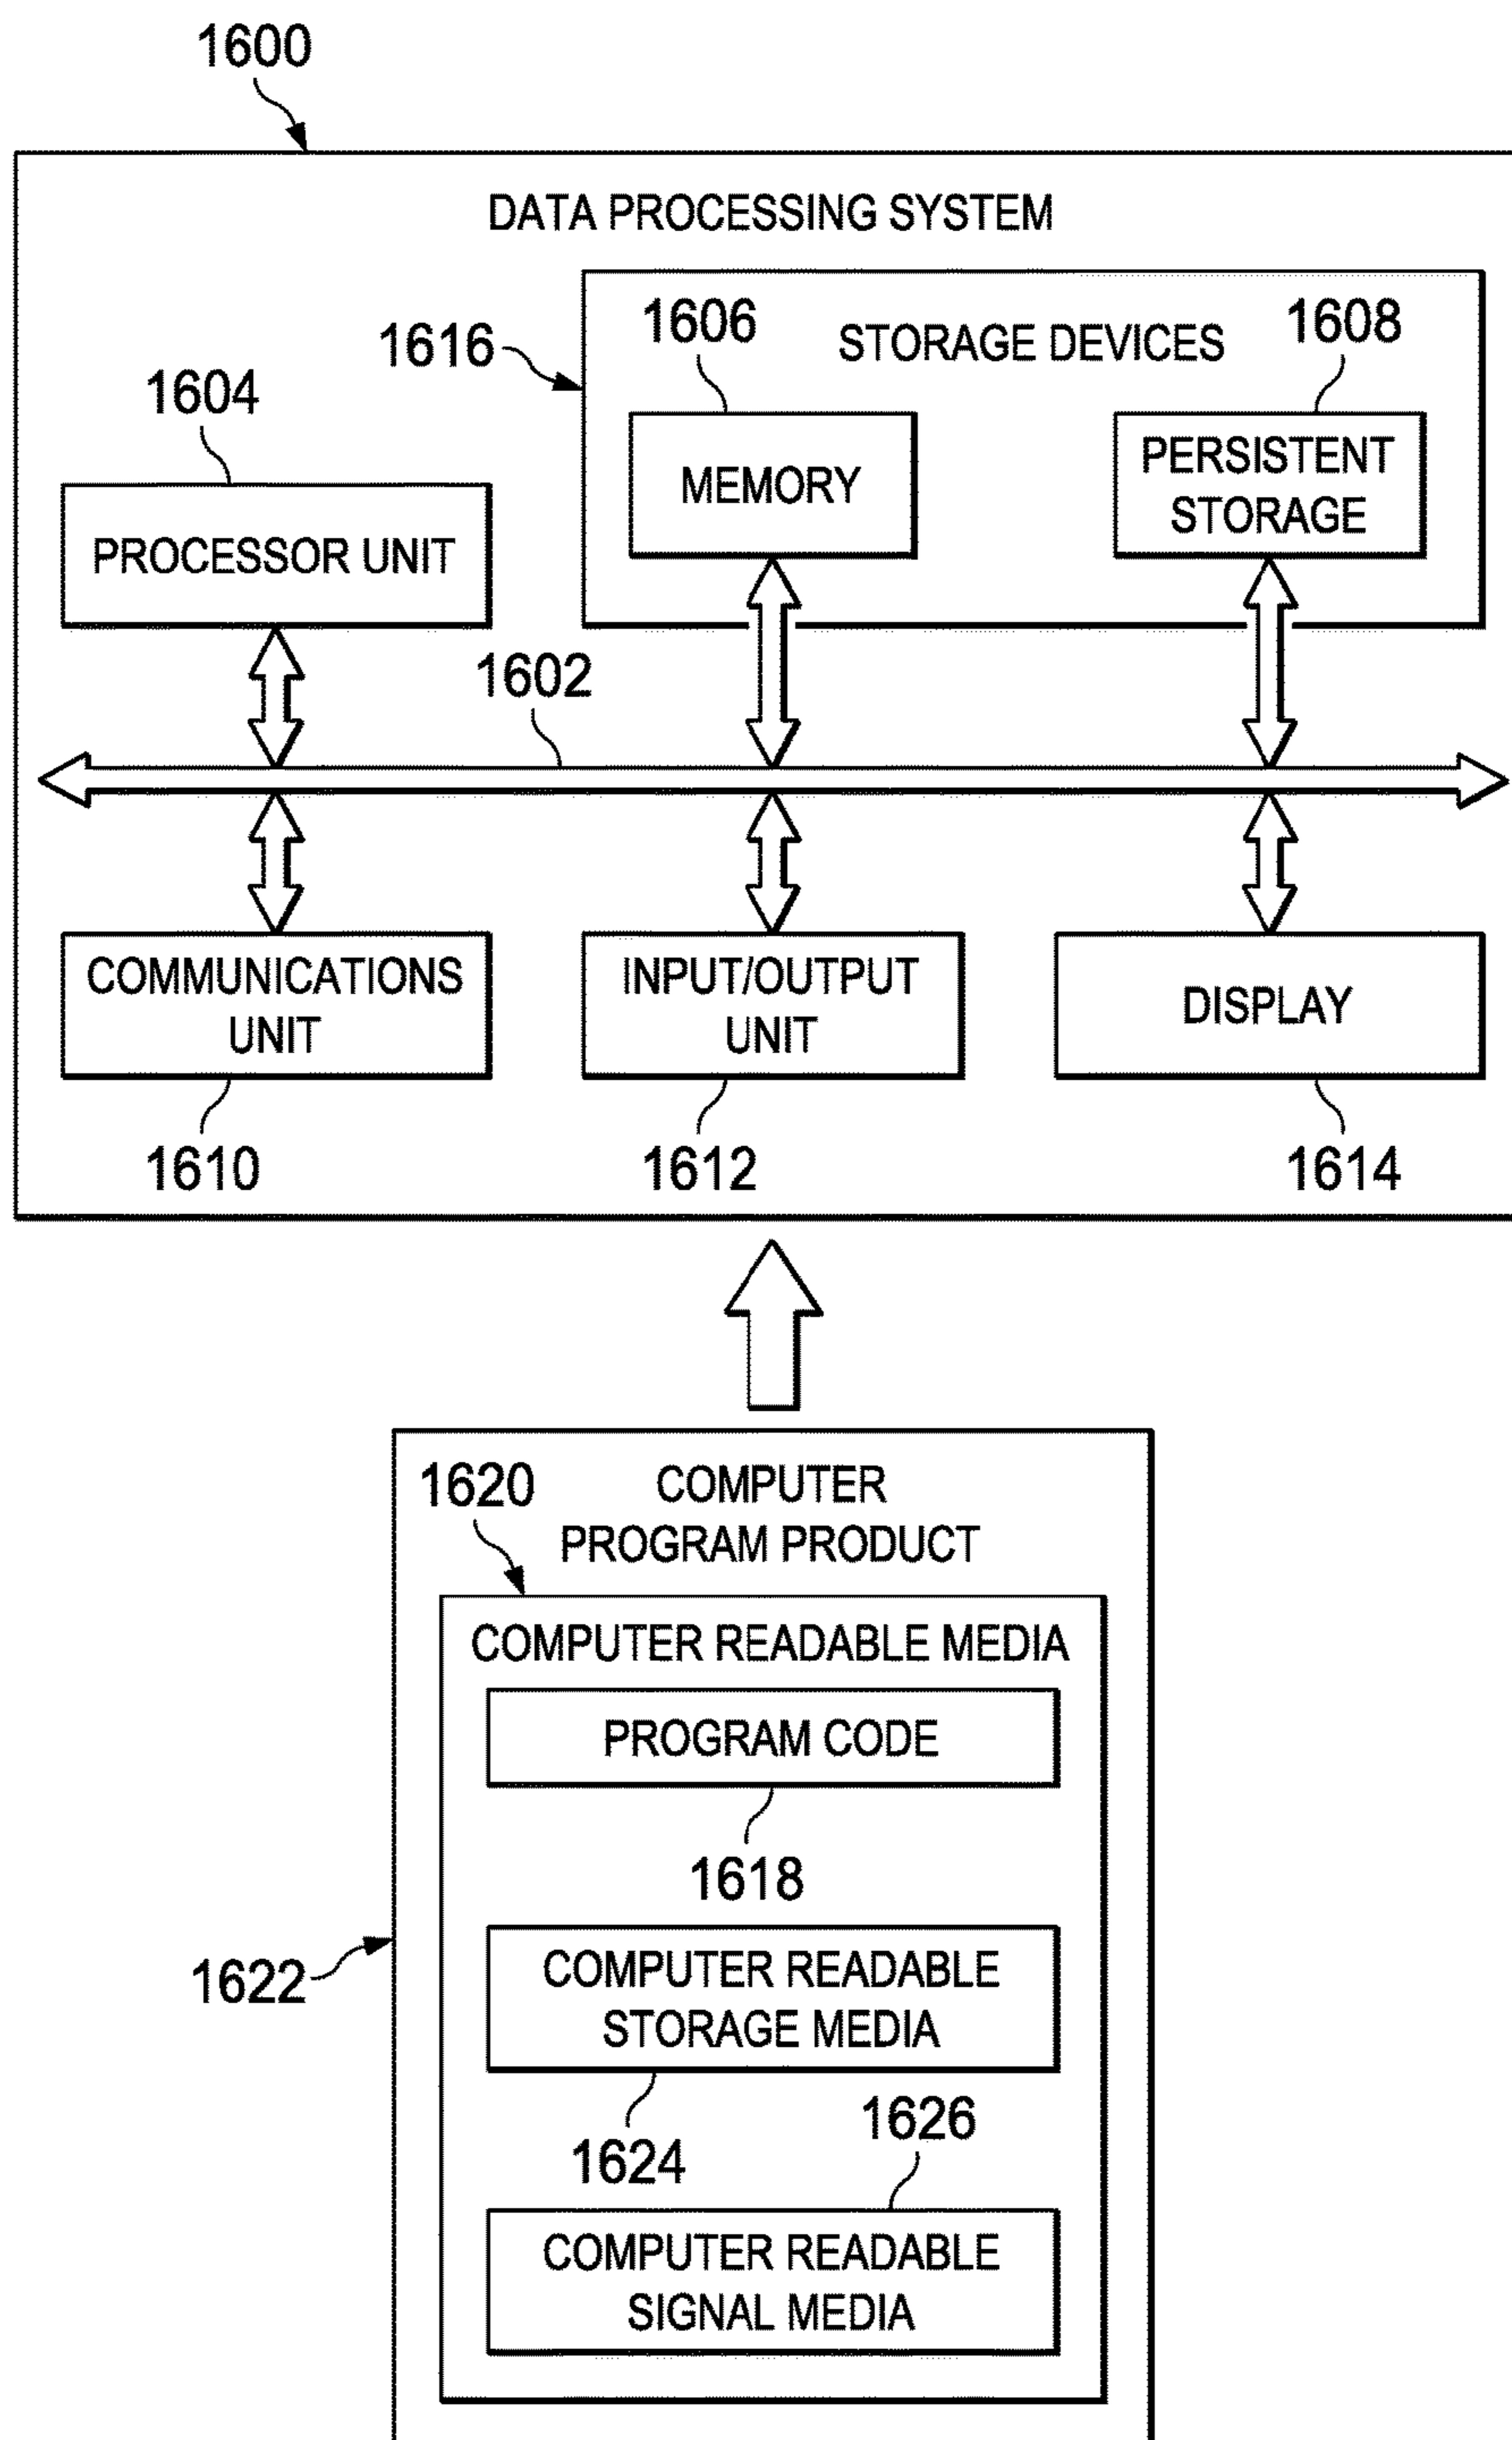 1600
DATA PROCESSING SYSTEM
1616
1606
STORAGE DEVICES
1608
1604
MEMORY
PERSISTENT
STORAGE
PROCESSOR UNIT
1602
COMMUNICATIONS
UNIT
INPUT/OUTPUT
UNIT
DISPLAY
1610
1612
1614
1620
COMPUTER
PROGRAM PRODUCT
COMPUTER READABLE MEDIA
PROGRAM CODE
1618
1622
COMPUTER READABLE
STORAGE MEDIA
1624
1626
COMPUTER READABLE
SIGNAL MEDIA